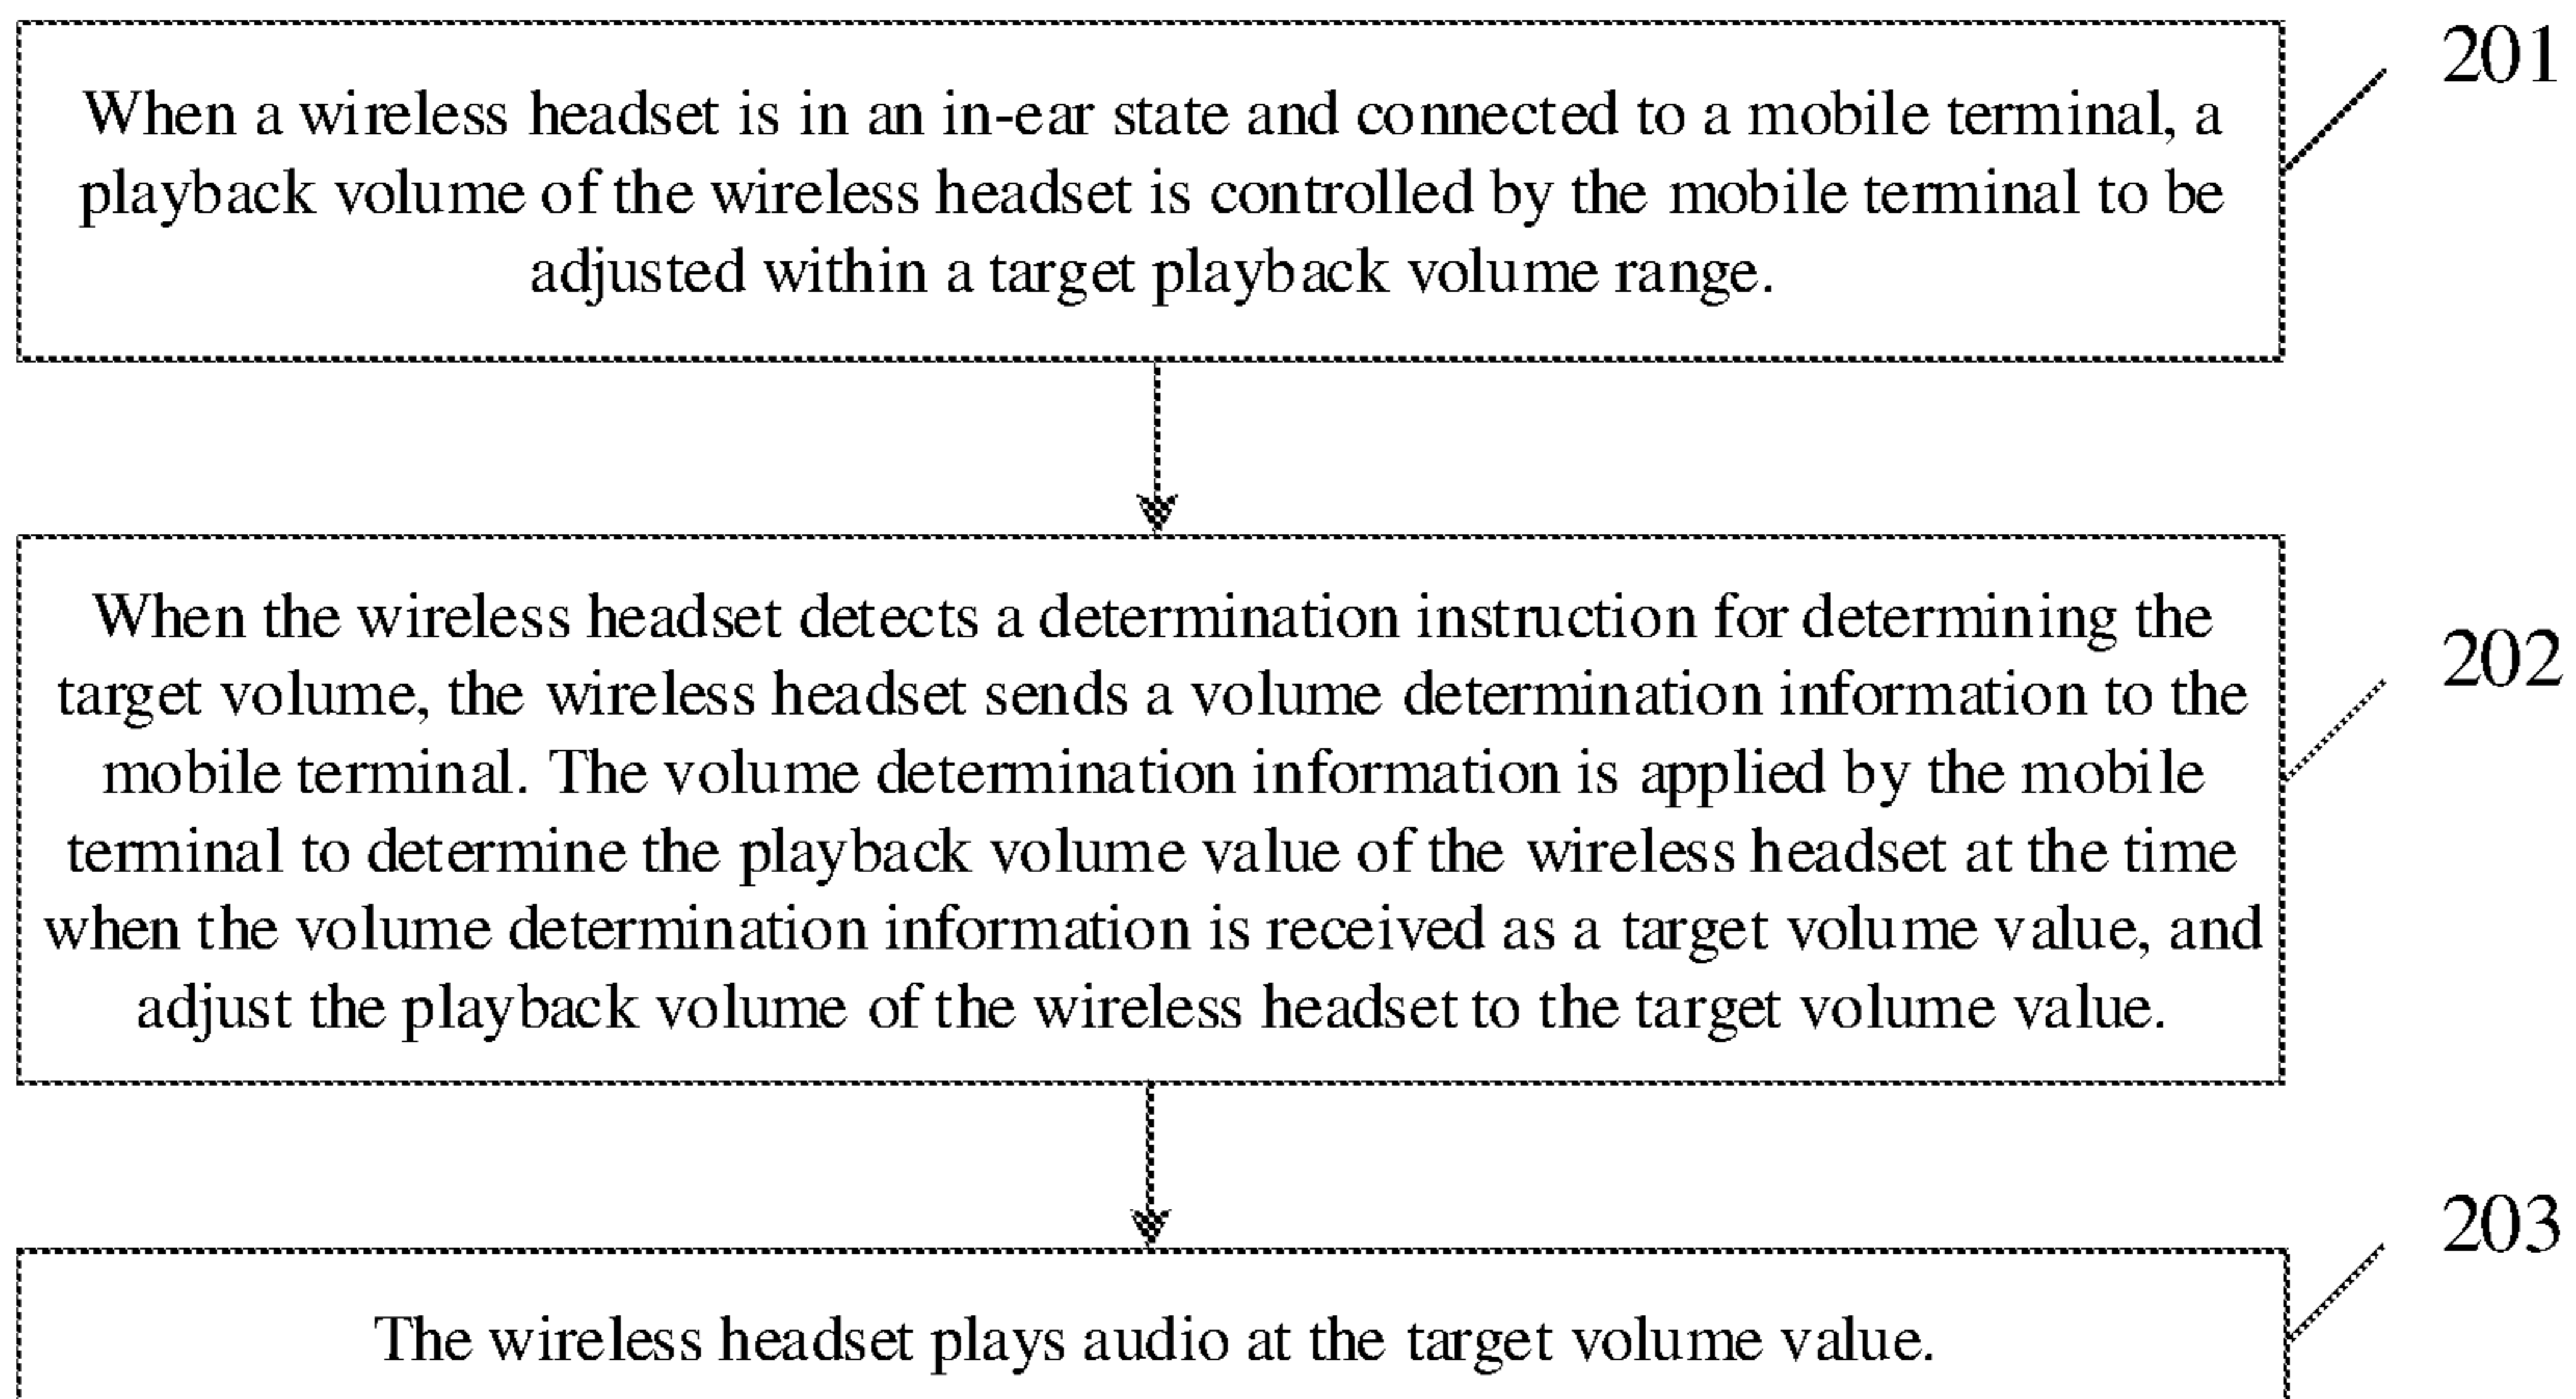 When a wireless headset is in an in-ear state and connected to a mobile terminal, a
playback volume of the wireless headset is controlled by the mobile terminal to be
adjusted within a target playback volume range.
201
When the wireless headset detects a determination instruction for determining the
target volume, the wireless headset sends a volume determination information to the
mobile terminal. The volume determination information is applied by the mobile
terminal to determine the playback volume value of the wireless headset at the time
when the volume determination information is received as a target volume value, and
adjust the playback volume of the wireless headset to the target volume value.
202
The wireless headset plays audio at the target volume value.
203